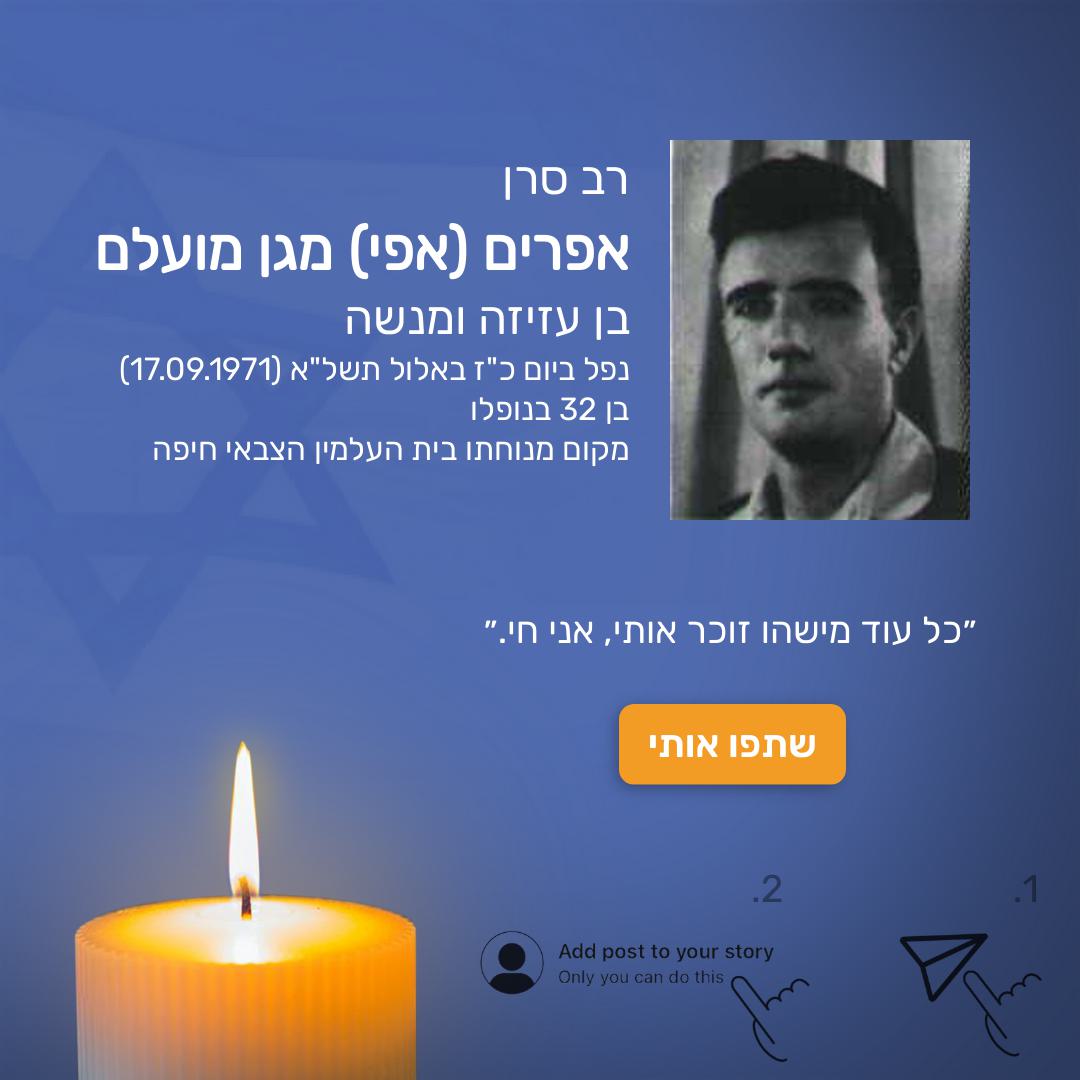 רב סרן
אפרים (אפי) מגן מועלם
בן עזיזה ומנשה
נפל ביום כ"ז באלול תשל"א (17.09.1971)
בן 32 בנופלו
מקום מנוחתו בית העלמין הצבאי חיפה
״כל עוד מישהו זוכר אותי, אני חי.״
שתפו אותי
1.
2.
Add post to your story
Only you can do this